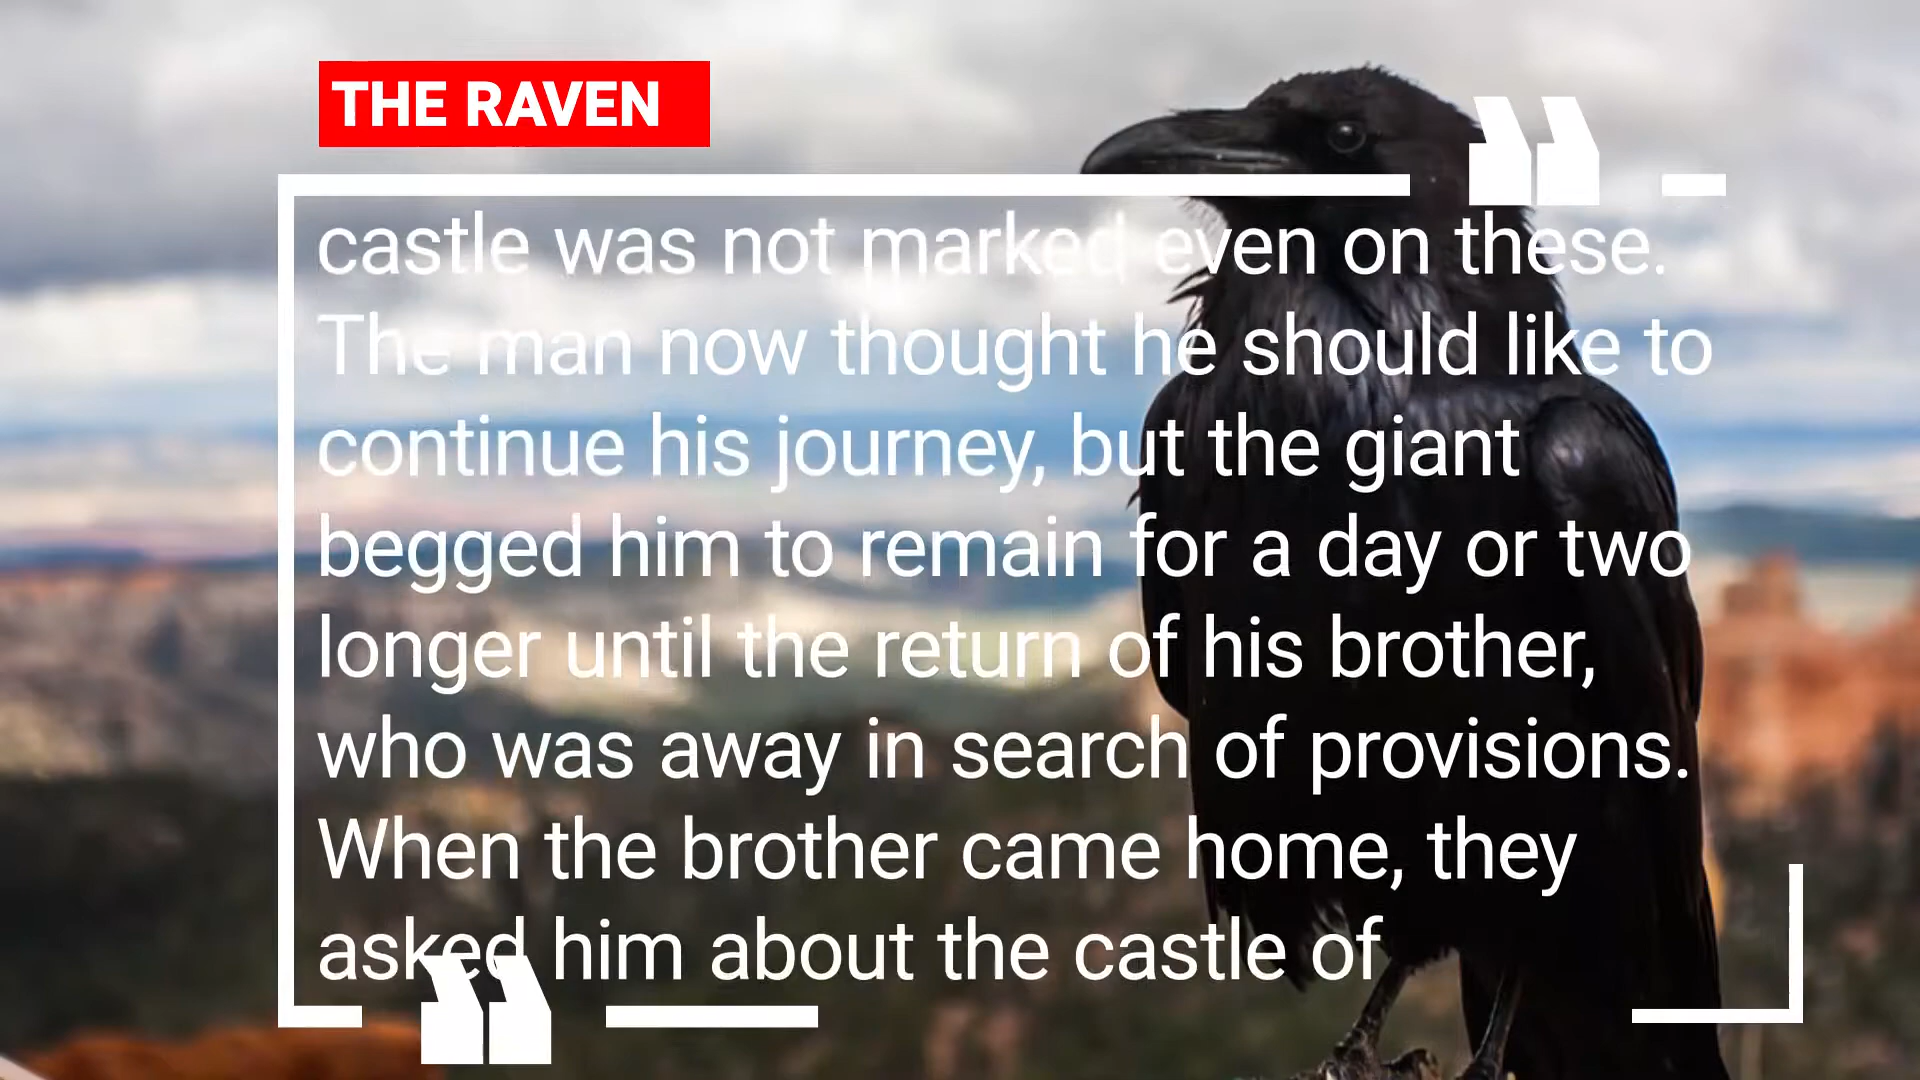 THE RAVEN
castle was not marked even on these.
The man now thought he should like to
continue his journey, but the giant
begged him to remain for a day or two
longer until the return of his brother,
who was away in search of provisions.
When the brother came home, they
asked him about the castle of